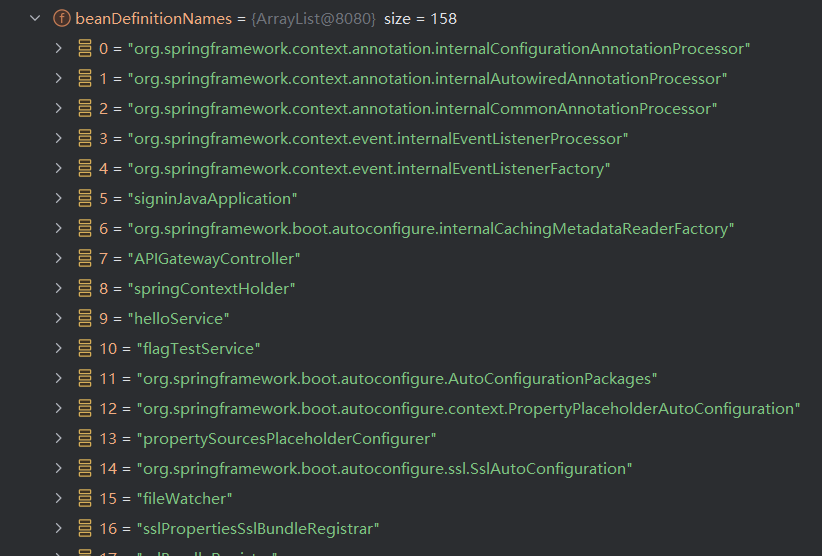 beanDefinitionNames = {ArrayList@8080} size = 158
0 = "org.springframework.context.annotation.internalConfigurationAnnotationProcessor"
1 = "org.springframework.context.annotation.internalAutowiredAnnotationProcessor"
2 = "org.springframework.context.annotation.internalCommonAnnotationProcessor"
3 = "org.springframework.context.event.internalEventListenerProcessor"
4 = "org.springframework.context.event.internalEventListenerFactory"
5 = "signinJavaApplication"
6 = "org.springframework.boot.autoconfigure.internalCachingMetadataReaderFactory"
7 = "APIGatewayController"
8 = "springContextHolder"
9 = "helloService"
10 = "flagTestService"
11 = "org.springframework.boot.autoconfigure.AutoConfigurationPackages"
12 = "org.springframework.boot.autoconfigure.context.PropertyPlaceholderAutoConfiguration"
13 = "propertySourcesPlaceholderConfigurer"
14 = "org.springframework.boot.autoconfigure.ssl.SslAutoConfiguration"
15 = "fileWatcher"
16 = "sslPropertiesSslBundleRegistrar"